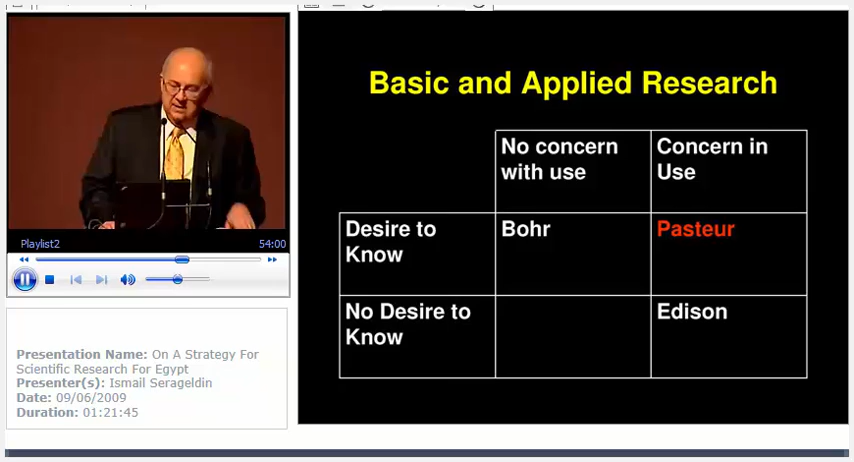 Playlist2 54:00
Presentation Name: On A Strategy For
Scientific Research For Egypt
Presenter(s): Ismail Serageldin
Date: 09/06/2009
Duration: 01:21:45
Basic and Applied Research
No concern
with use
Concern in
Use
Desire to
Know
Bohr
Pasteur
No Desire to
Know
Edison